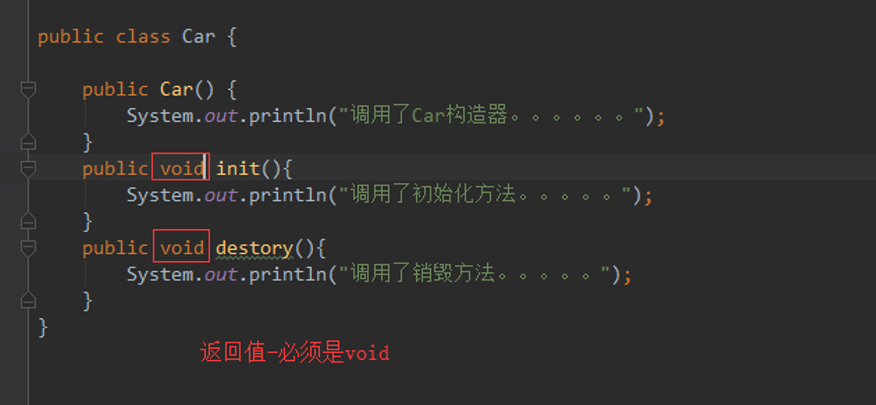 public class Car {
public Car() {
System.out.println("调用了Car构造器。。。。。。");
}
public void init(){
System.out.println("调用了初始化方法。。。。。");
}
public void destory(){
System.out.println("调用了销毁方法。。。。。");
}
}
返回值-必须是void